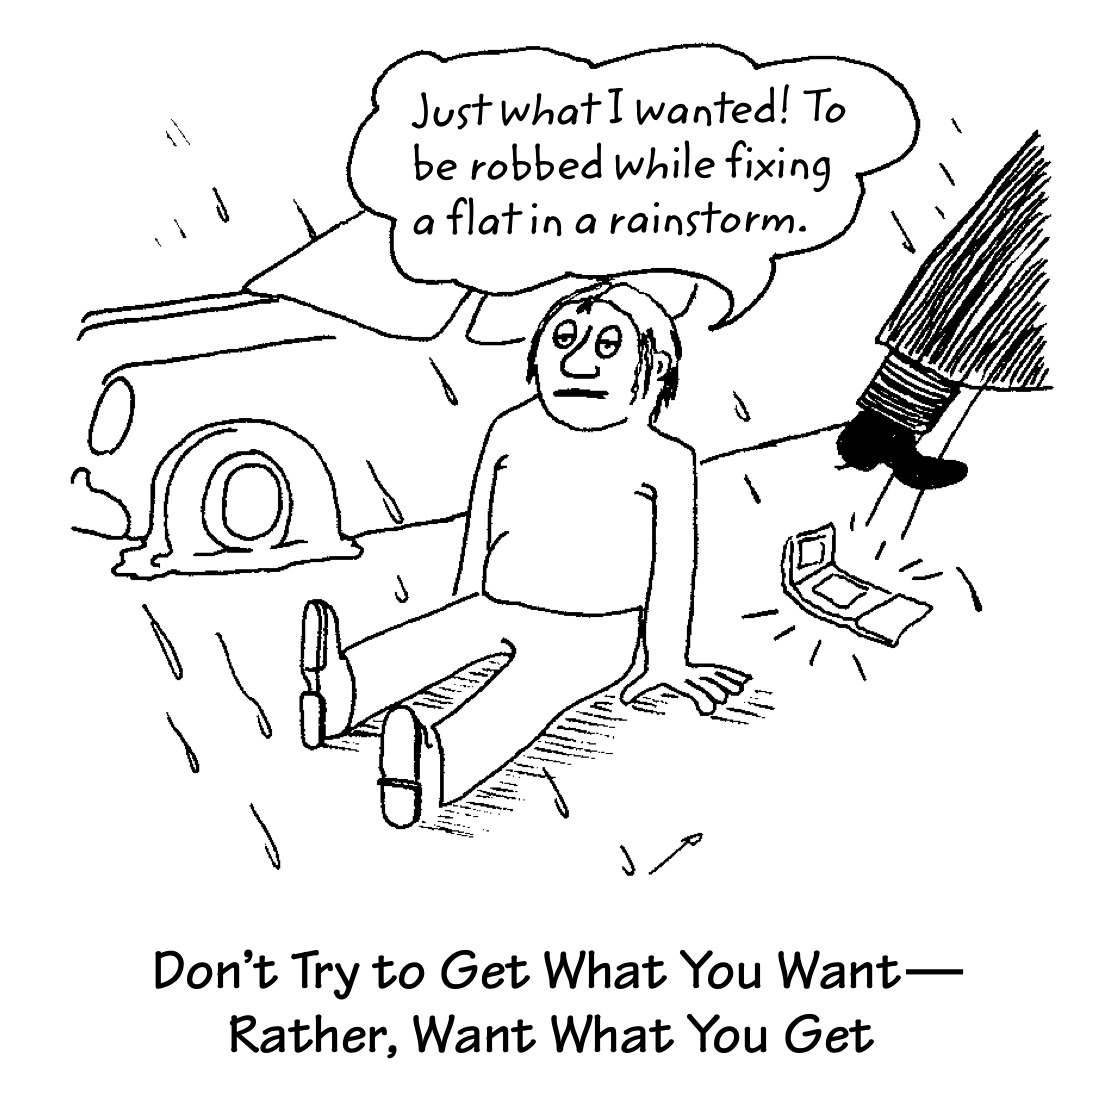 Just what I wanted! To
be robbed while fixing
a flat in a rainstorm.
Don't Try to Get What You Want—
Rather, Want What You Get